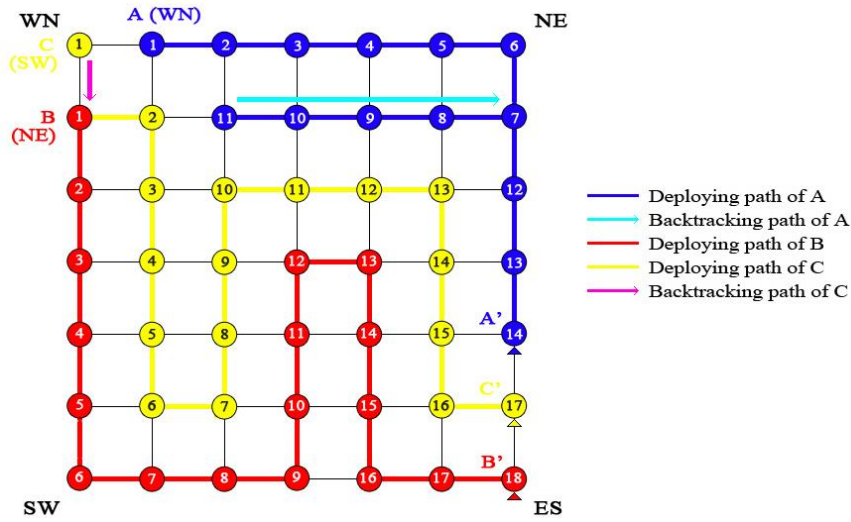 A (WN)
WN
NE
C
(SW)
1 1 2 3 4 5 6
B
(NE)
1 2 11 10 9 8 7
2 3 10 11 12 13 12
3 4 9 12 13 14 13
4 5 8 11 14 15 A' 14
5 6 7 10 15 16 C' 17
6 7 8 9 16 17 B' 18
SW
ES
Deploying path of A
Backtracking path of A
Deploying path of B
Deploying path of C
Backtracking path of C